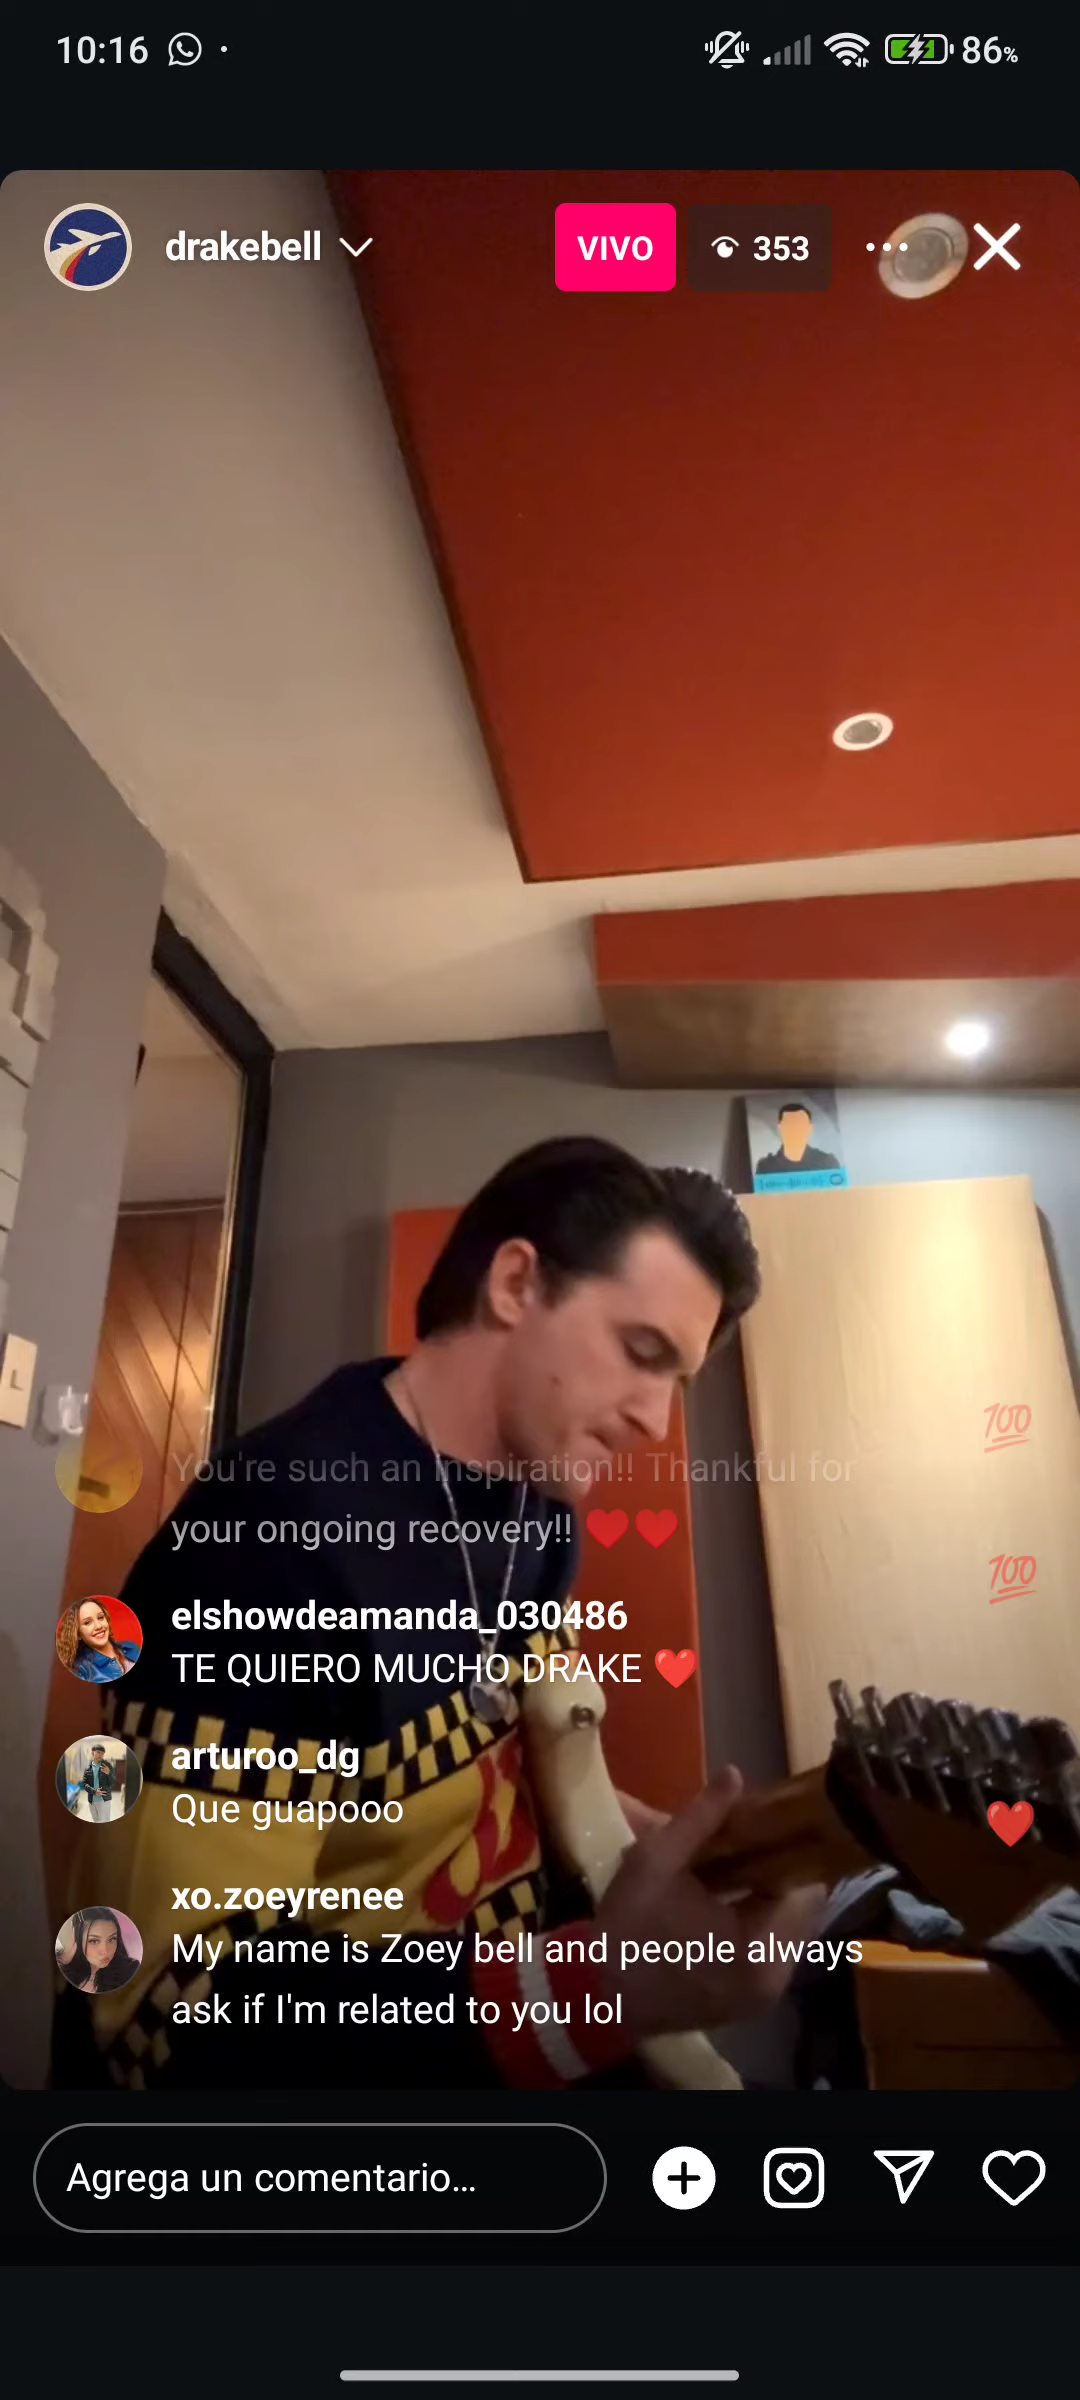 10:16
86%
drakebell
VIVO
353
You're such an inspiration!! Thankful for
your ongoing recovery!! ❤️❤️
elshowdeamanda_030486
TE QUIERO MUCHO DRAKE ❤️
arturoo_dg
Que guapooo
xo.zoeyrenee
My name is Zoey bell and people always
ask if I'm related to you lol
💯
💯
Agrega un comentario...